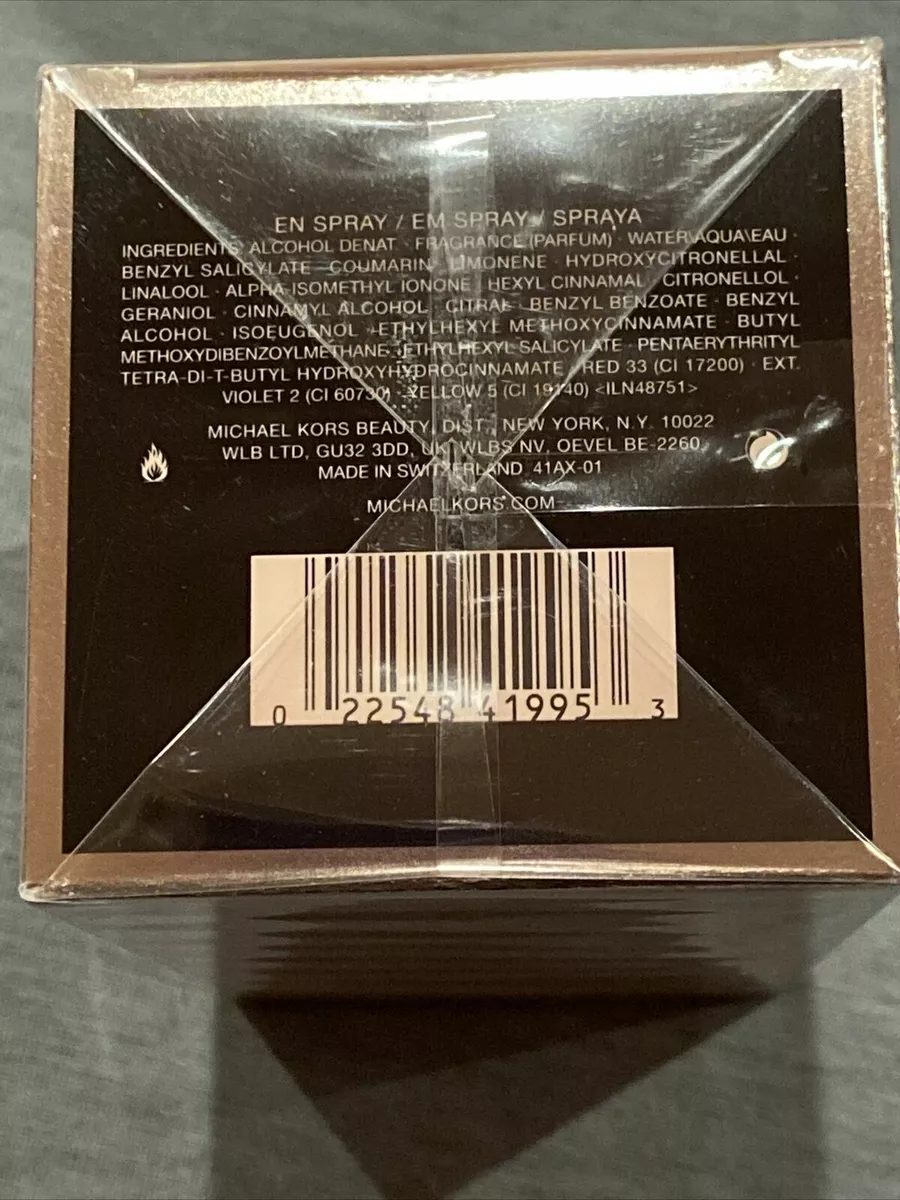 EN SPRAY / EM SPRAY / SPRAYA
INGREDIENTS ALCOHOL DENAT · FRAGRANCE (PARFUM) · WATER\AQUA\EAU ·
BENZYL SALICYLATE · COUMARIN · LIMONENE · HYDROXYCITRONELLAL ·
LINALOOL · ALPHA-ISOMETHYL IONONE · HEXYL CINNAMAL · CITRONELLOL ·
GERANIOL · CINNAMYL ALCOHOL · CITRAL · BENZYL BENZOATE · BENZYL
ALCOHOL · ISOEUGENOL · ETHYLHEXYL METHOXYCINNAMATE · BUTYL
METHOXYDIBENZOYLMETHANE · ETHYLHEXYL SALICYLATE · PENTAERYTHRITYL
TETRA-DI-T-BUTYL HYDROXYHYDROCINNAMATE · RED 33 (CI 17200) · EXT.
VIOLET 2 (CI 60730) · YELLOW 5 (CI 19140) <ILN48751>
MICHAEL KORS BEAUTY, DIST., NEW YORK, N.Y. 10022
WLB LTD, GU32 3DD, UK, WLBS NV, OEVEL BE-2260
MADE IN SWITZERLAND 41AX-01
MICHAELKORS.COM
0 22548 41995 3